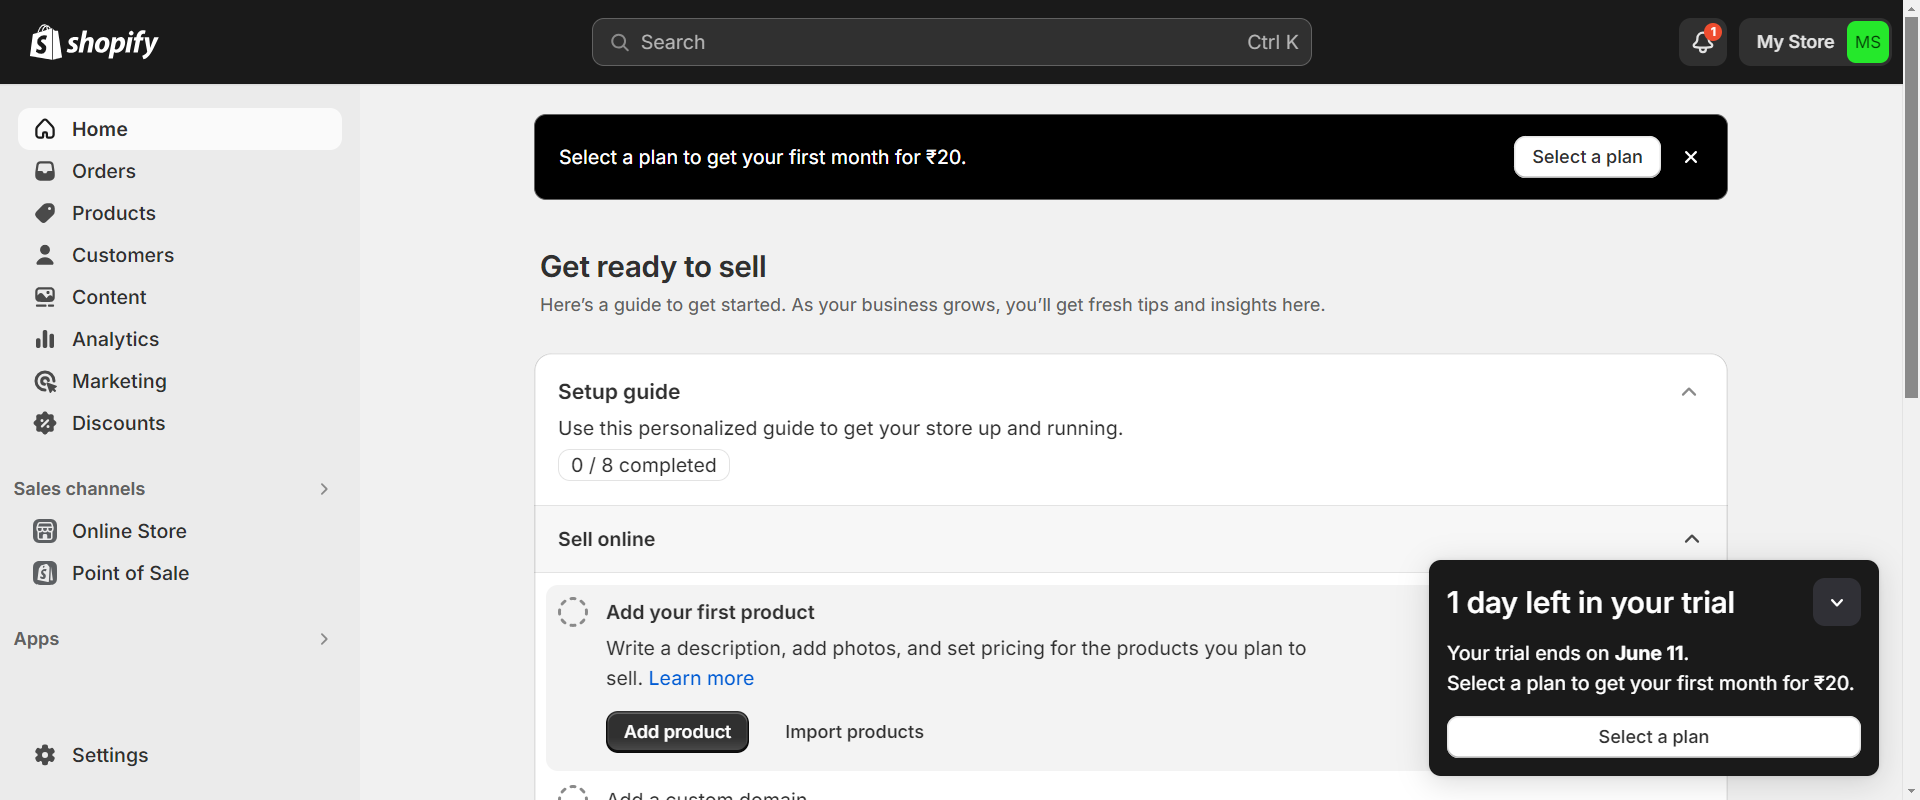 shopify
Search
Ctrl K
1
My Store
MS
Home
Orders
Products
Customers
Content
Analytics
Marketing
Discounts
Sales channels
Online Store
Point of Sale
Apps
Settings
Select a plan to get your first month for ₹20.
Select a plan
Get ready to sell
Here’s a guide to get started. As your business grows, you’ll get fresh tips and insights here.
Setup guide
Use this personalized guide to get your store up and running.
0 / 8 completed
Sell online
Add your first product
Write a description, add photos, and set pricing for the products you plan to
sell. Learn more
Add product
Import products
Add a custom domain
1 day left in your trial
Your trial ends on June 11.
Select a plan to get your first month for ₹20.
Select a plan